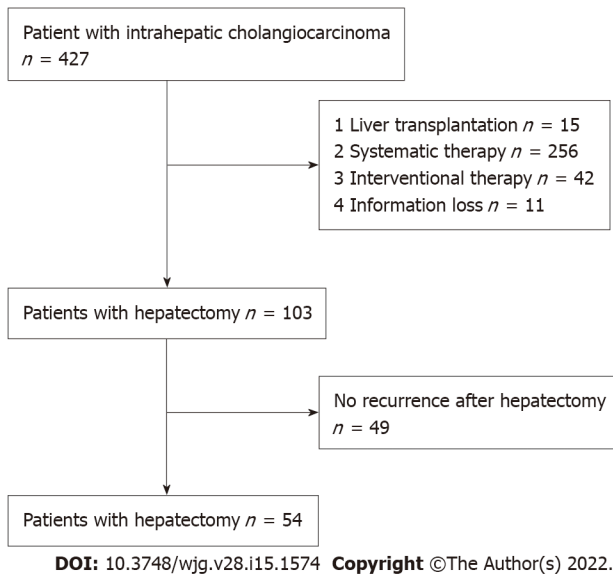 Patient with intrahepatic cholangiocarcinoma
n = 427
1 Liver transplantation n = 15
2 Systematic therapy n = 256
3 Interventional therapy n = 42
4 Information loss n = 11
Patients with hepatectomy n = 103
No recurrence after hepatectomy
n = 49
Patients with hepatectomy n = 54
DOI: 10.3748/wjg.v28.i15.1574 Copyright ©The Author(s) 2022.